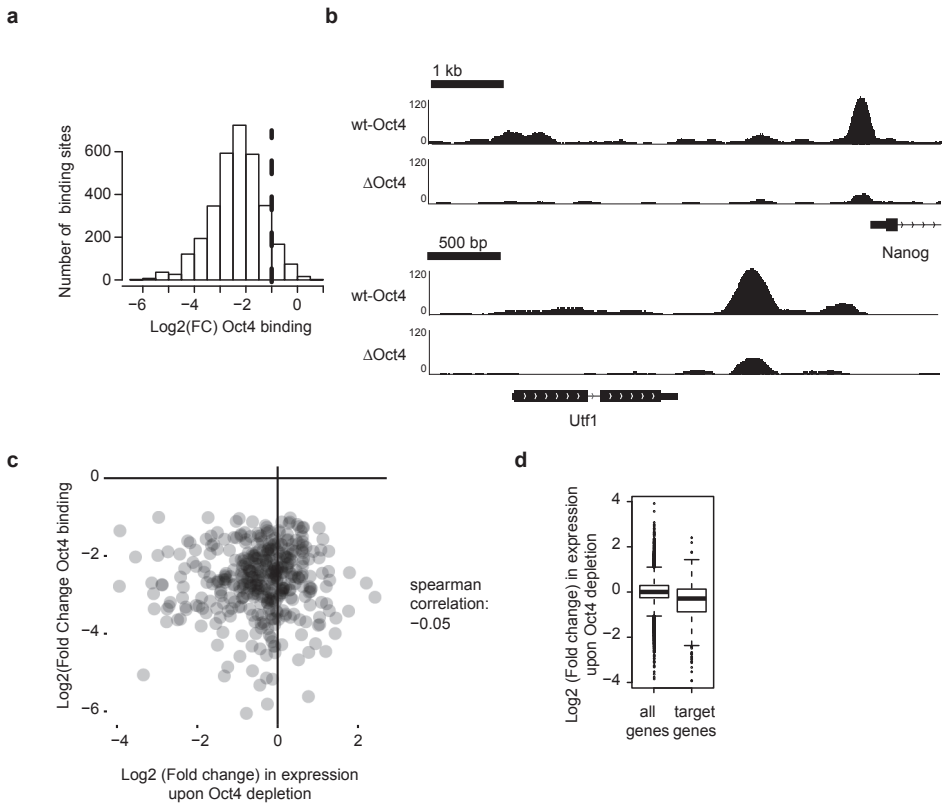 a
600
400
200
0
Number of binding sites
−6
−4
−2
0
Log2(FC) Oct4 binding
b
1 kb
wt-Oct4
120
0
ΔOct4
120
0
Nanog
500 bp
wt-Oct4
120
0
ΔOct4
120
0
Utf1
c
0
−2
−4
−6
Log2(Fold Change Oct4 binding
−4
−2
0
2
Log2 (Fold change) in expression
upon Oct4 depletion
spearman
correlation:
−0.05
d
Log2 (Fold change) in expression
upon Oct4 depletion
4
2
0
−2
−4
all
genes
target
genes